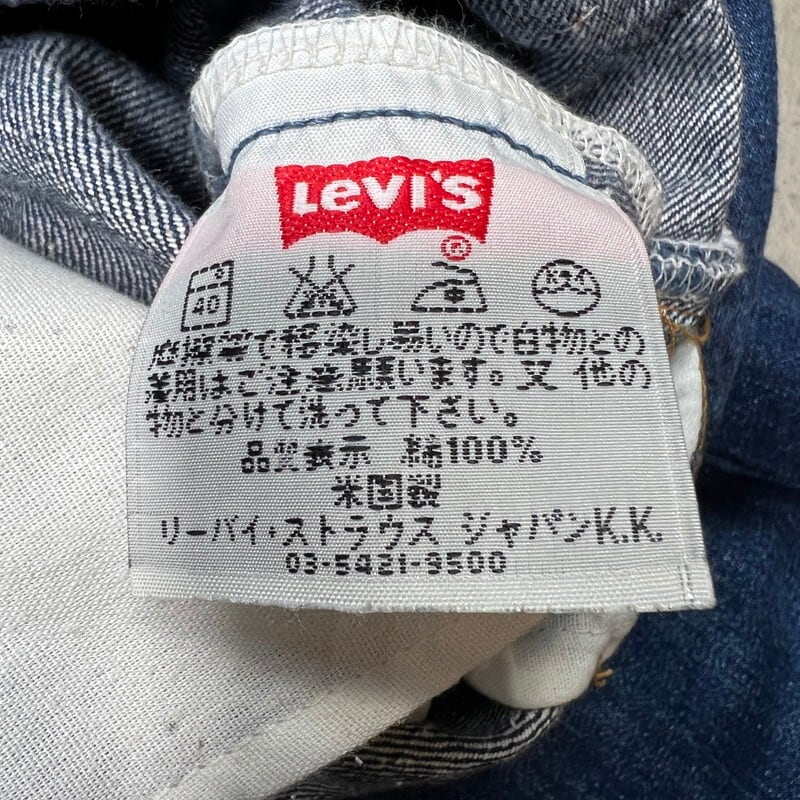 LEVI'S
®
40
摩擦等で移染し易いので白物との
着用はご注意願います。又 他の
物と分けて洗って下さい。
品質表示 綿100%
米国製
リーバイ・ストラウス ジャパンK.K.
03-5421-9500